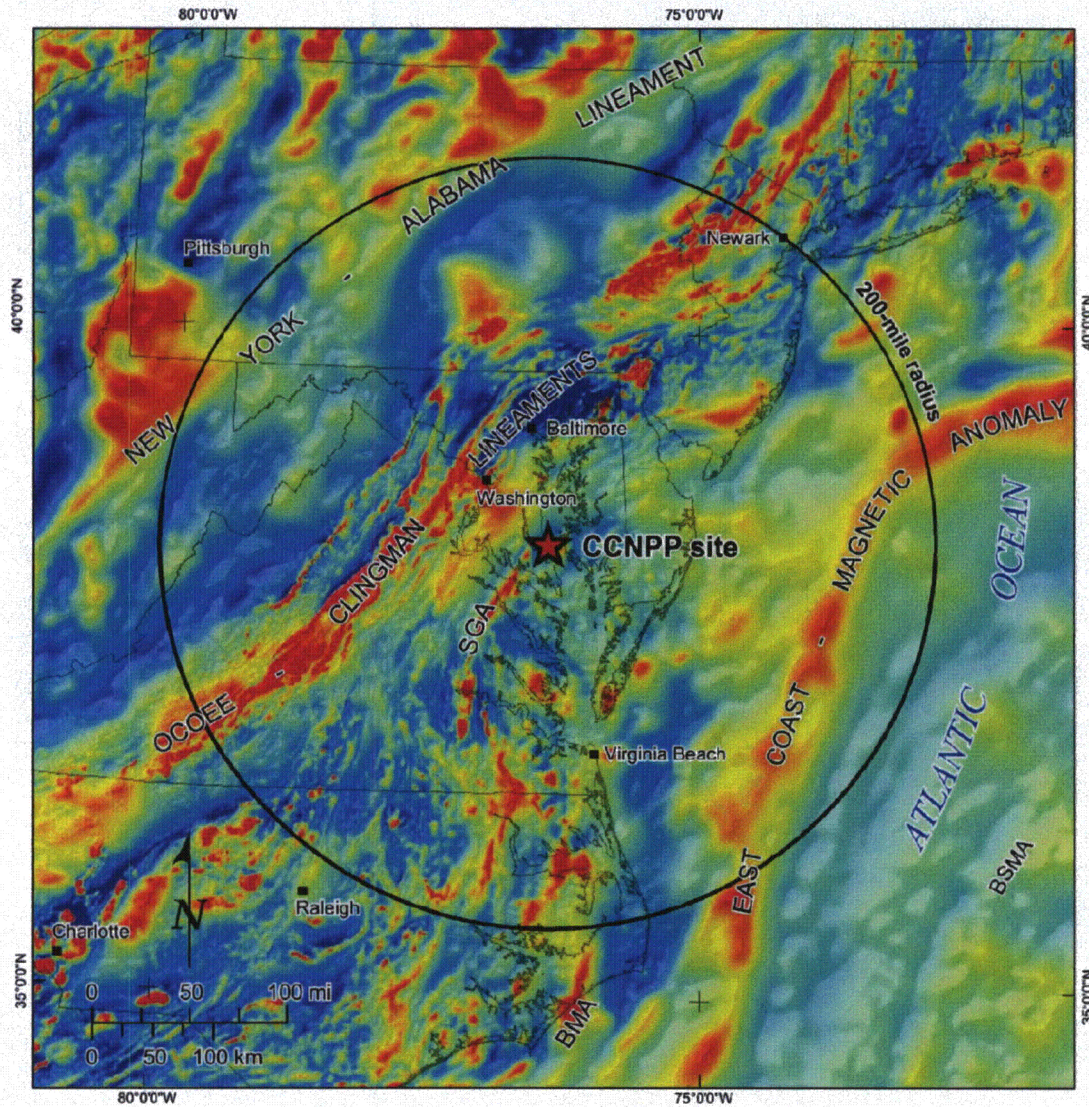 80°0'0"W
75°0'0"W
LINEAMENT
ALABAMA
YORK
NEW
Pittsburgh
Newark
40°0'0"N
40°0'0"N
200-mile radius
LINEAMENTS
Baltimore
Washington
CLINGMAN
OCOEE
CCNPP site
SGA
ANOMALY
MAGNETIC
COAST
EAST
OCEAN
ATLANTIC
BSMA
Virginia Beach
Raleigh
Charlotte
N
0 50 100 mi
0 50 100 km
BMA
35°0'0"N
35°0'0"N
80°0'0"W
75°0'0"W